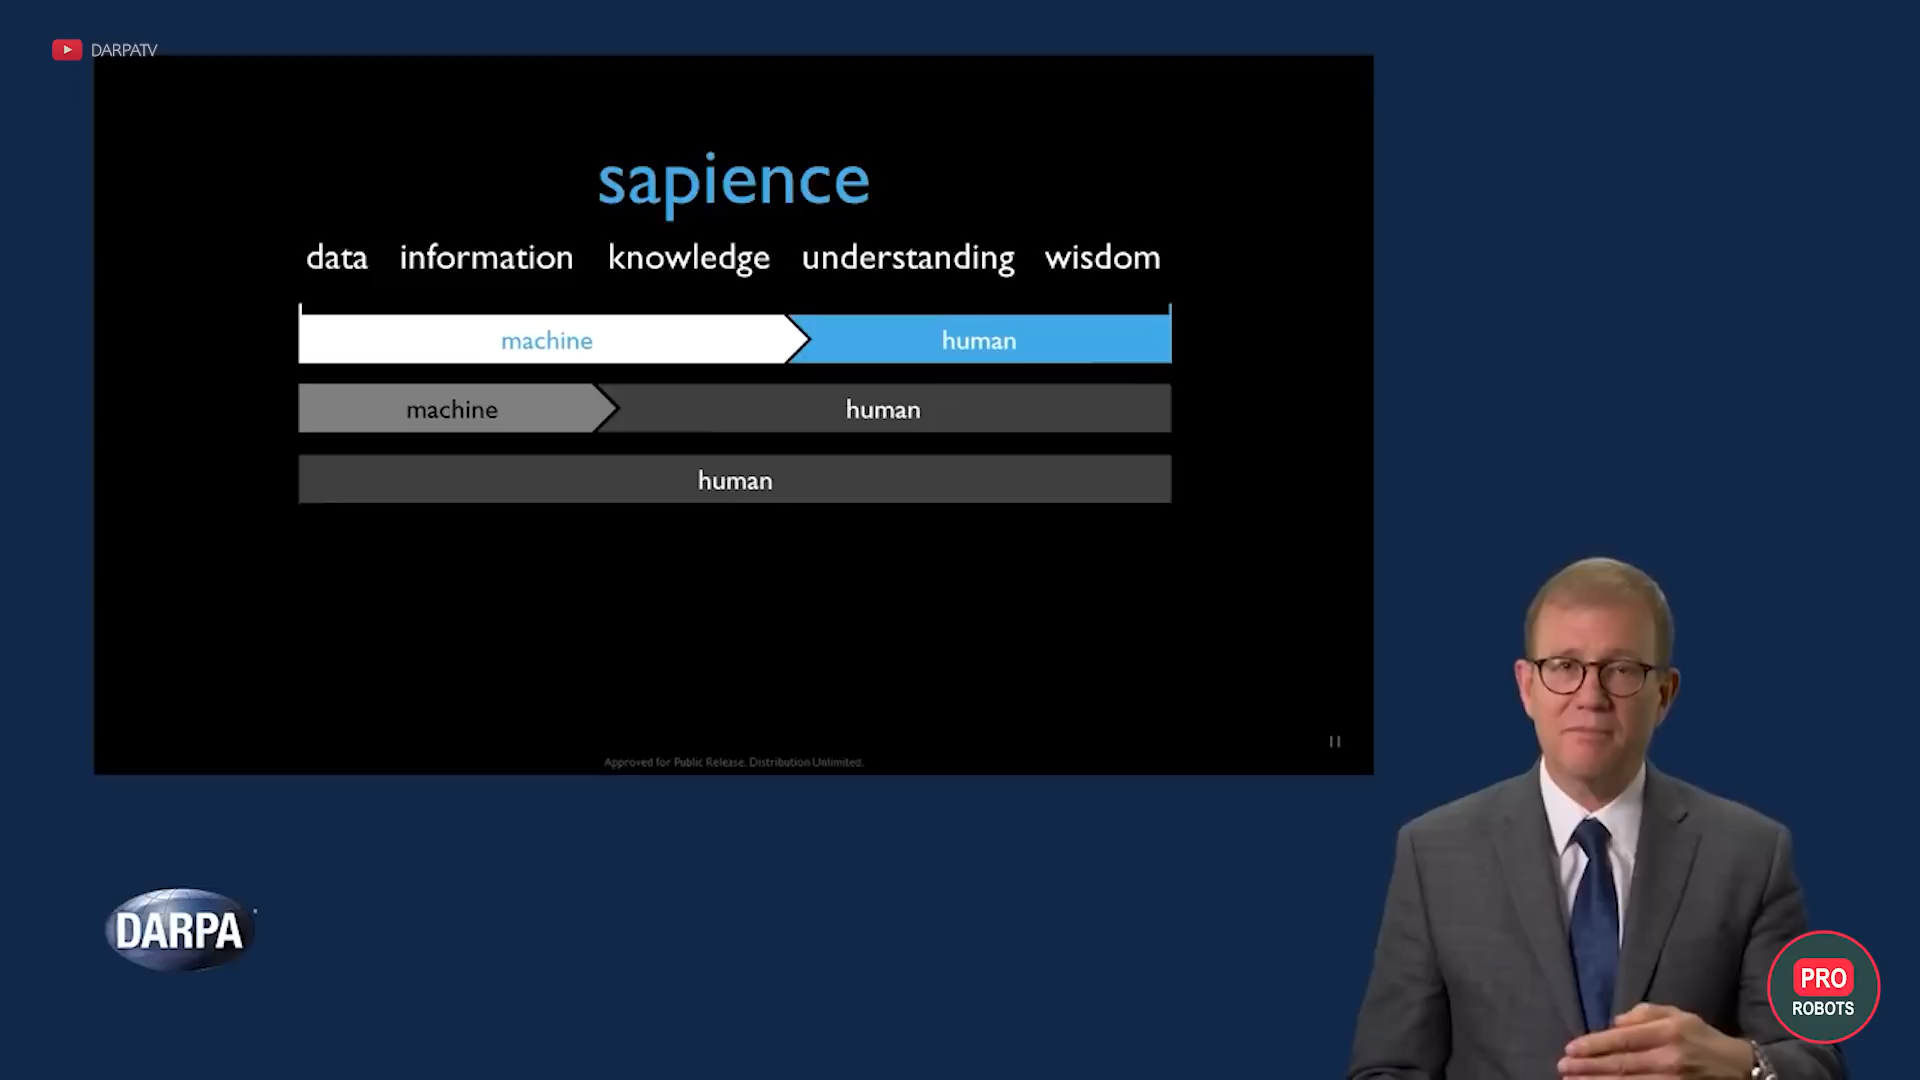 DARPATV
sapience
data information knowledge understanding wisdom
machine human
machine human
human
11
Approved for Public Release. Distribution Unlimited.
DARPA
PRO
ROBOTS